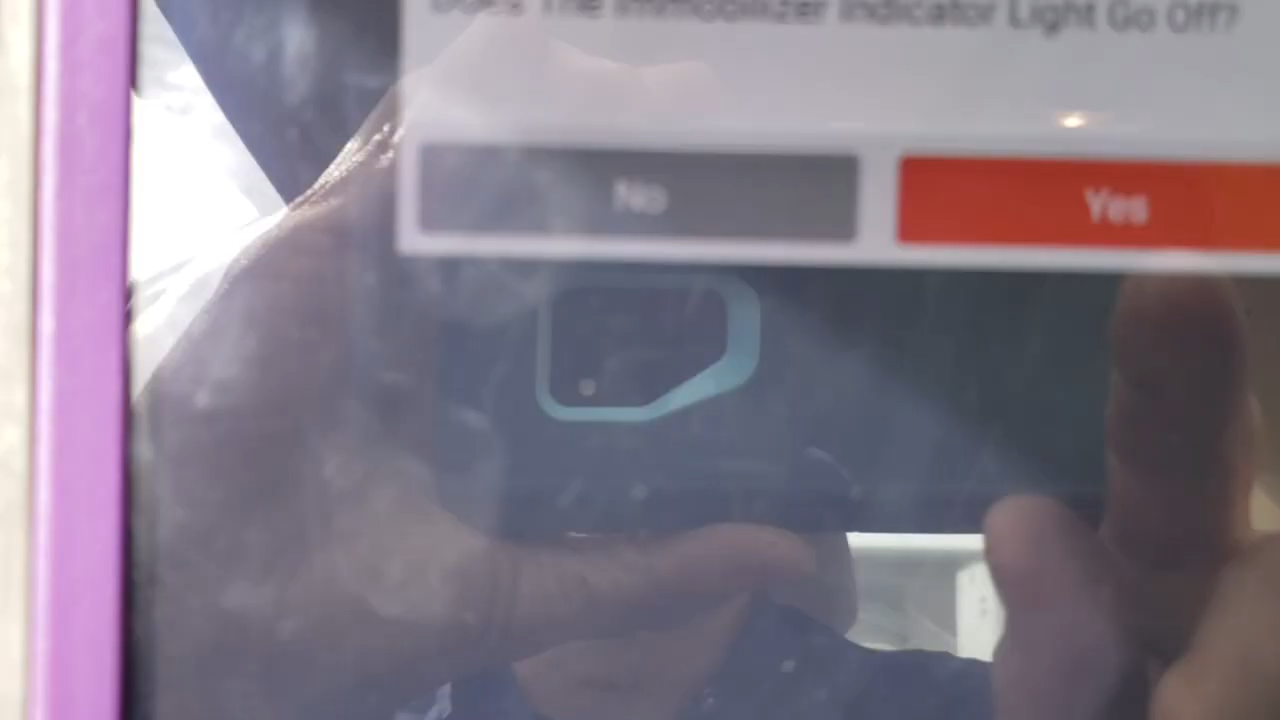 Does The Immobilizer Indicator Light Go Off?
No
Yes